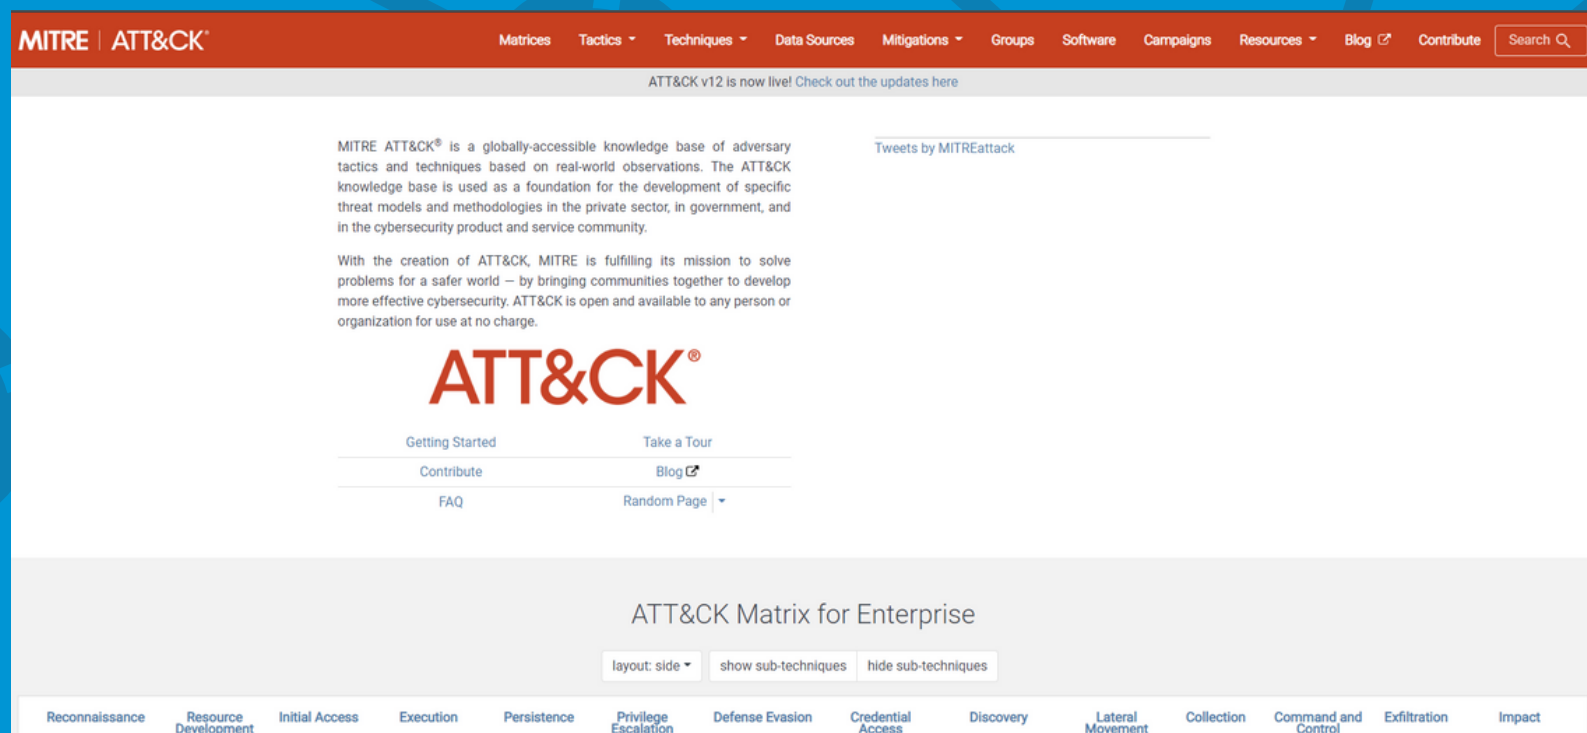 MITRE | ATT&CK®
Matrices Tactics Techniques Data Sources Mitigations Groups Software Campaigns Resources Blog Contribute Search
ATT&CK v12 is now live! Check out the updates here
MITRE ATT&CK® is a globally-accessible knowledge base of adversary
tactics and techniques based on real-world observations. The ATT&CK
knowledge base is used as a foundation for the development of specific
threat models and methodologies in the private sector, in government, and
in the cybersecurity product and service community.
With the creation of ATT&CK, MITRE is fulfilling its mission to solve
problems for a safer world — by bringing communities together to develop
more effective cybersecurity. ATT&CK is open and available to any person or
organization for use at no charge.
Tweets by MITREattack
ATT&CK®
Getting Started Take a Tour
Contribute Blog
FAQ Random Page
ATT&CK Matrix for Enterprise
layout: side show sub-techniques hide sub-techniques
Reconnaissance Resource Development Initial Access Execution Persistence Privilege Escalation Defense Evasion Credential Access Discovery Lateral Movement Collection Command and Control Exfiltration Impact